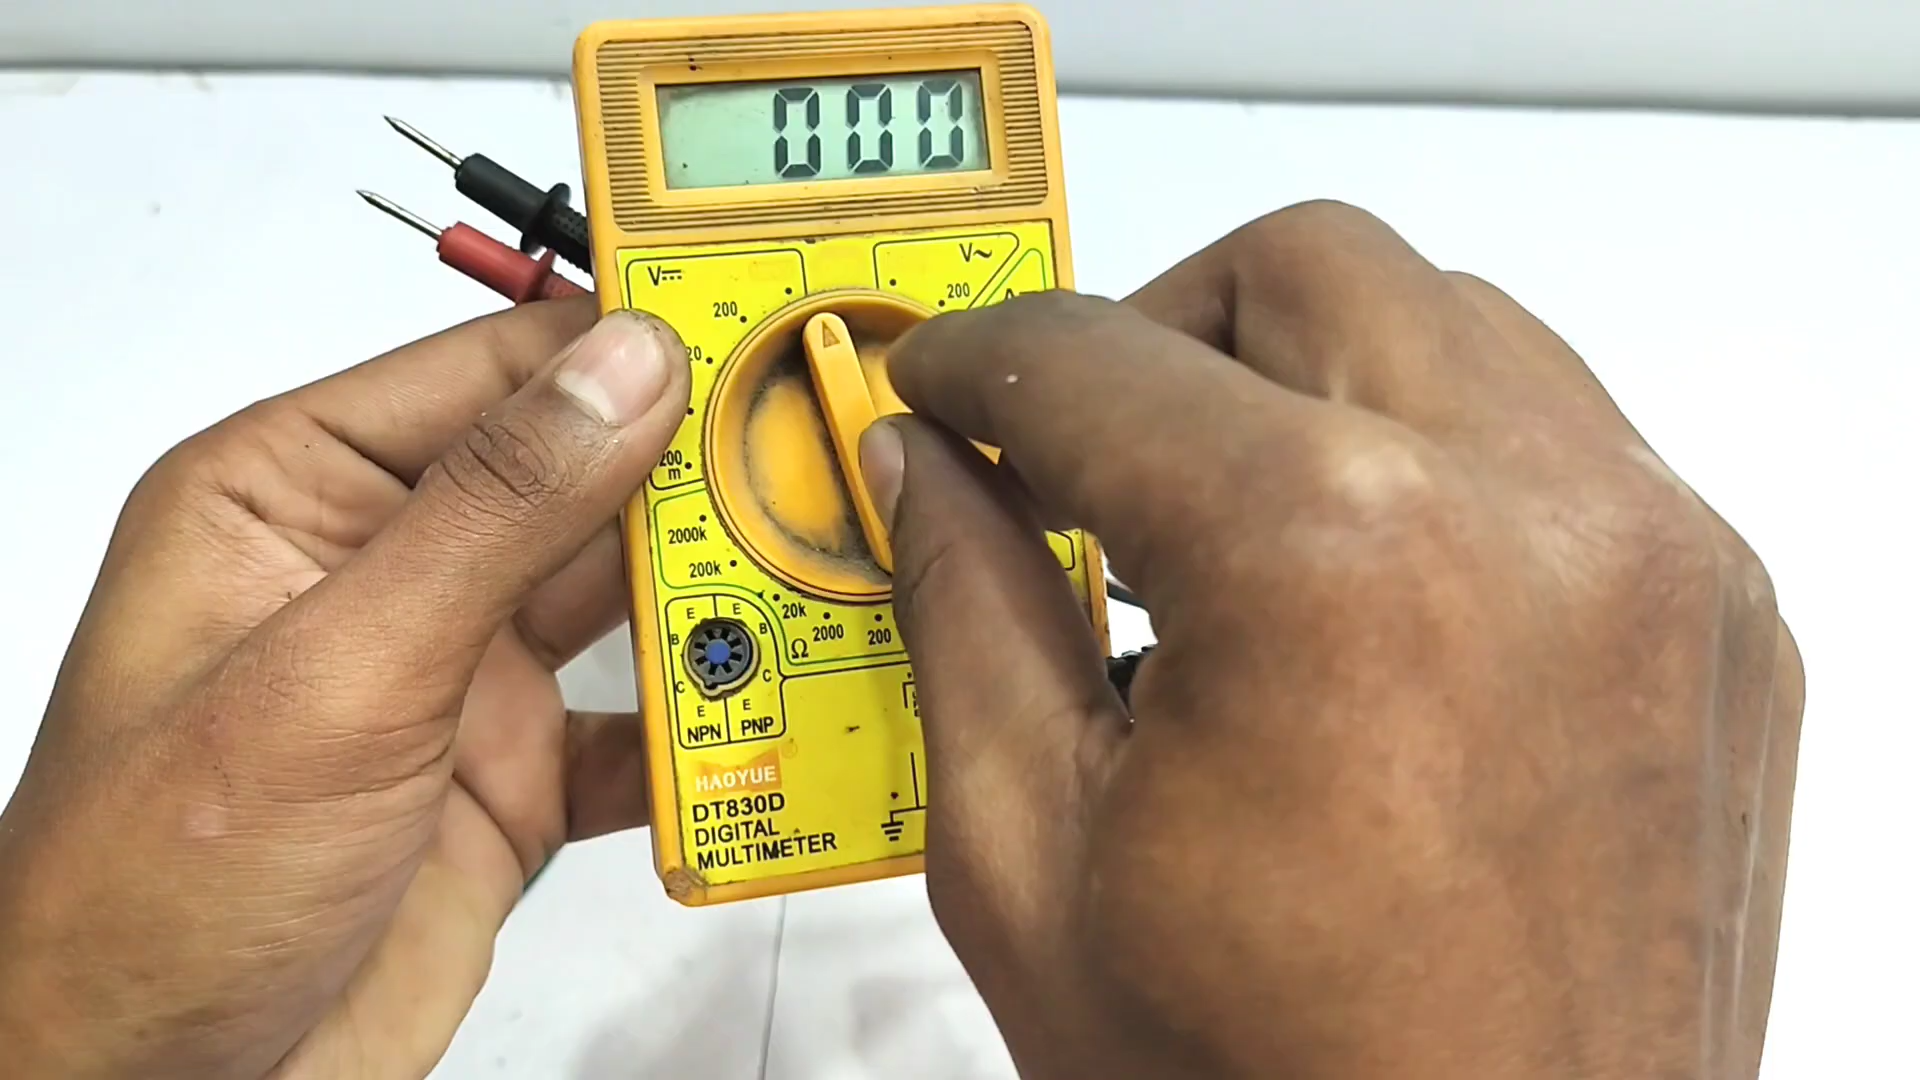 000
V⎓
V~
200
200
20
200
m
2000k
200k
20k
2000
200
Ω
E
E
B
B
C
C
E
E
NPN
PNP
HAOYUE
DT830D
DIGITAL
MULTIMETER